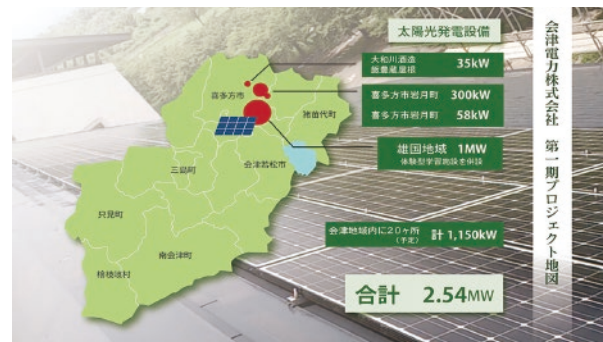 太陽光発電設備
大和川酒造
飯豊蔵屋根
35kW
喜多方市岩月町 300kW
喜多方市岩月町 58kW
雄国地域 1MW
体験型学習施設を併設
会津地域内に20ヶ所
(予定)
計 1,150kW
合計 2.54MW
会津電力株式会社 第一期プロジェクト地図
喜多方市
猪苗代町
会津若松市
三島町
只見町
南会津町
檜枝岐村